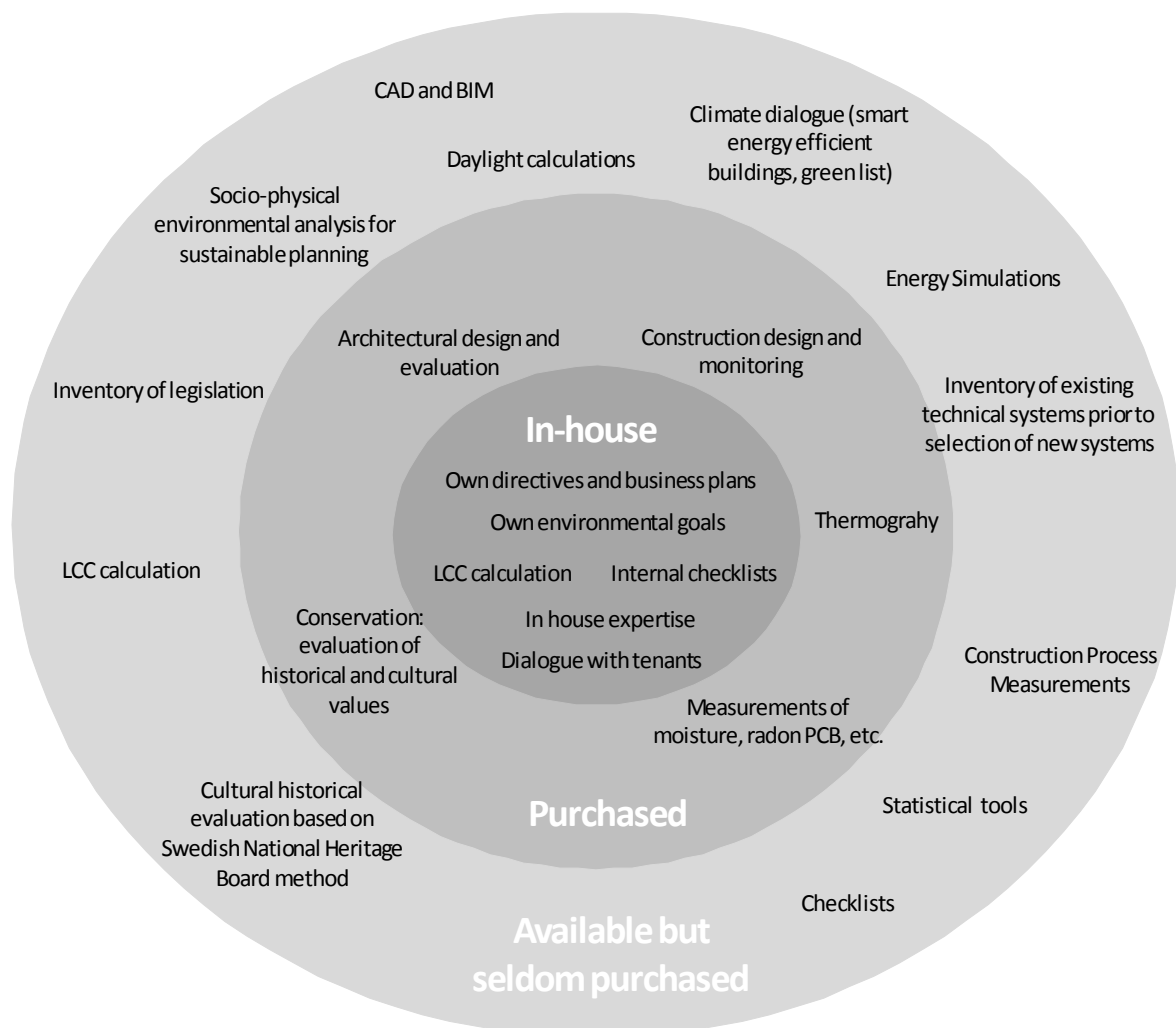 CAD and BIM
Climate dialogue (smart
energy efficient
buildings, green list)
Daylight calculations
Socio-physical
environmental analysis for
sustainable planning
Energy Simulations
Architectural design and
evaluation
Construction design and
monitoring
Inventory of legislation
Inventory of existing
technical systems prior to
selection of new systems
In-house
Own directives and business plans
Own environmental goals
Thermograhy
LCC calculation
LCC calculation
Internal checklists
Conservation:
evaluation of
historical and cultural
values
In house expertise
Dialogue with tenants
Construction Process
Measurements
Measurements of
moisture, radon PCB, etc.
Cultural historical
evaluation based on
Swedish National Heritage
Board method
Purchased
Statistical tools
Checklists
Available but
seldom purchased